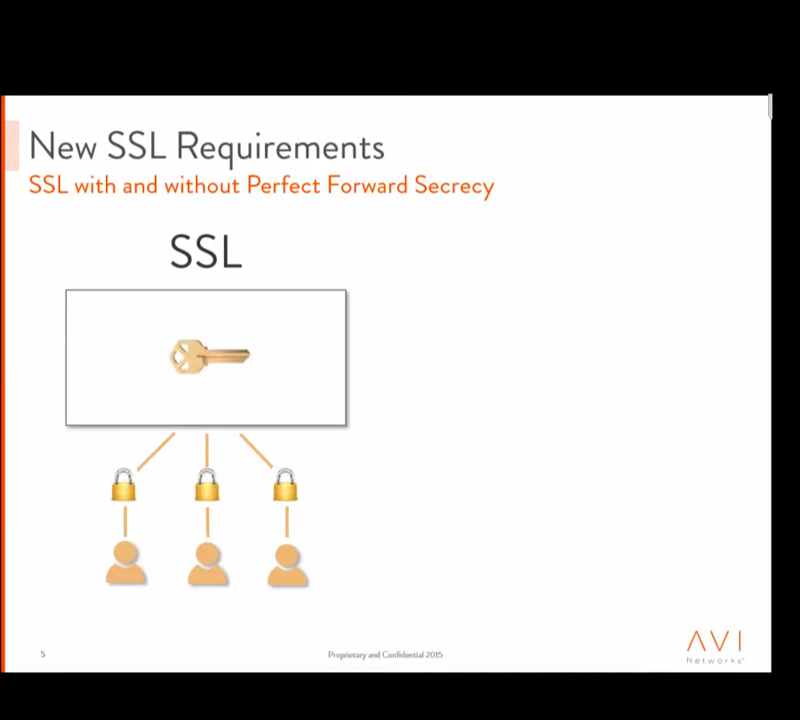 New SSL Requirements
SSL with and without Perfect Forward Secrecy
SSL
5
Proprietary and Confidential 2015
AVI
Networks